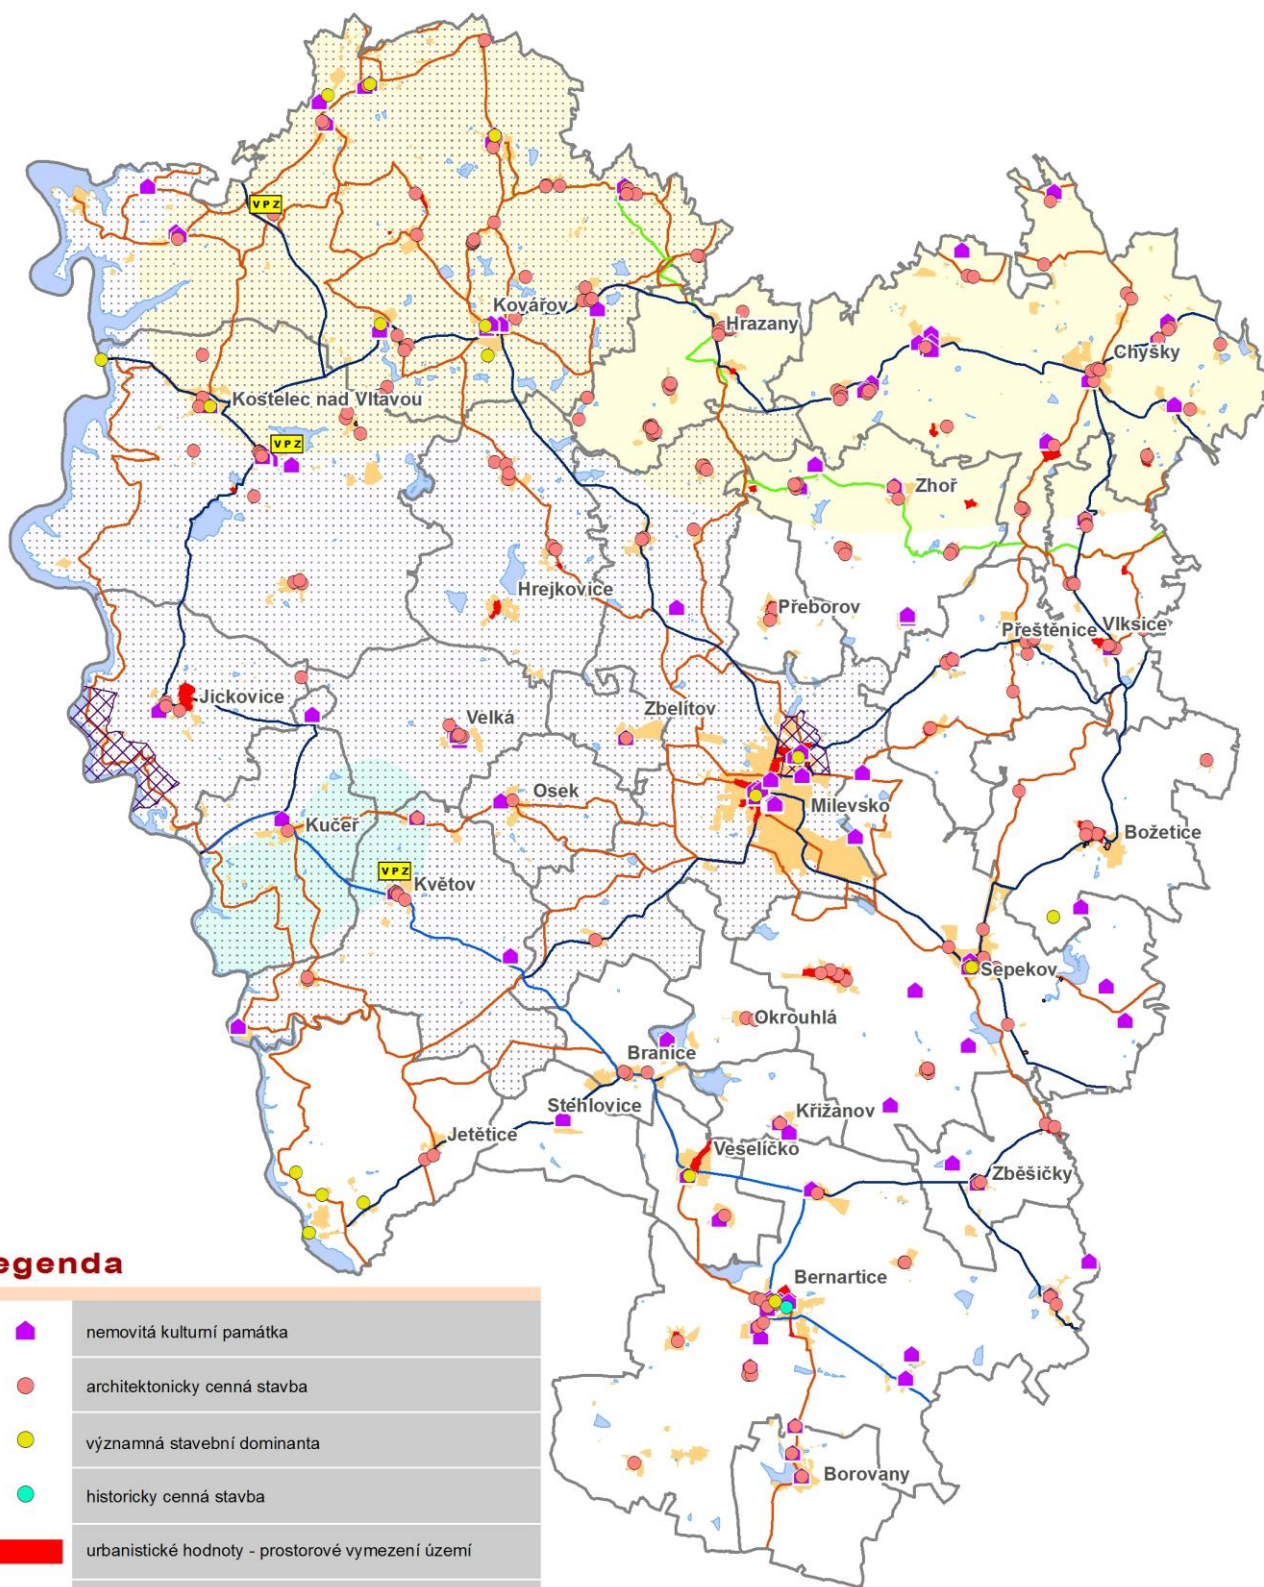 VPZ
Kovářov
Hrazany
Chyšky
Kostelec nad Vltavou
VPZ
Zhoř
Hrejkovice
Přeborov
Přeštěnice
Vlksice
Jickovice
Velká
Zbelítov
Osek
Milevsko
Kučeř
Božetice
VPZ
Květov
Sepekov
Okrouhlá
Branice
Stehlovice
Křižanov
Jetětice
Veselíčko
Zběšičky
Bernartice
Borovany
egenda
nemovitá kulturní památka
architektonicky cenná stavba
významná stavební dominanta
historicky cenná stavba
urbanistické hodnoty - prostorové vymezení území